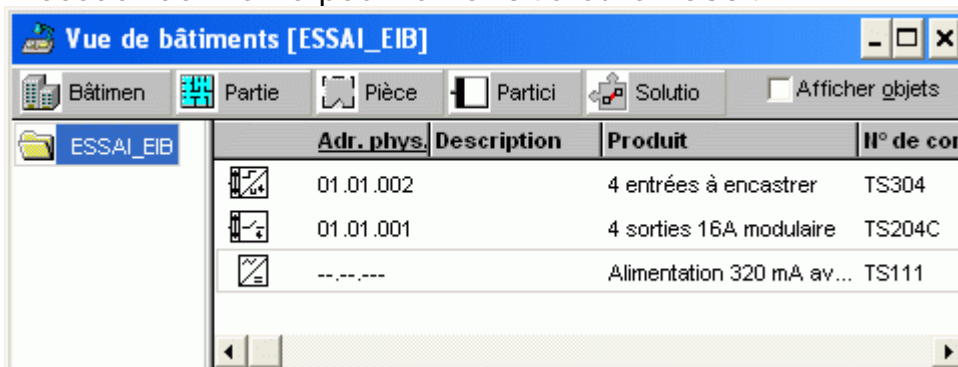 Vue de bâtiments [ESSAI_EIB]
Bâtimen Partie Pièce Partici Solutio Afficher objets
ESSAI_EIB
Adr. phys. Description Produit N° de con
01.01.002 4 entrées à encastrer TS304
01.01.001 4 sorties 16A modulaire TS204C
--.--.--- Alimentation 320 mA av... TS111